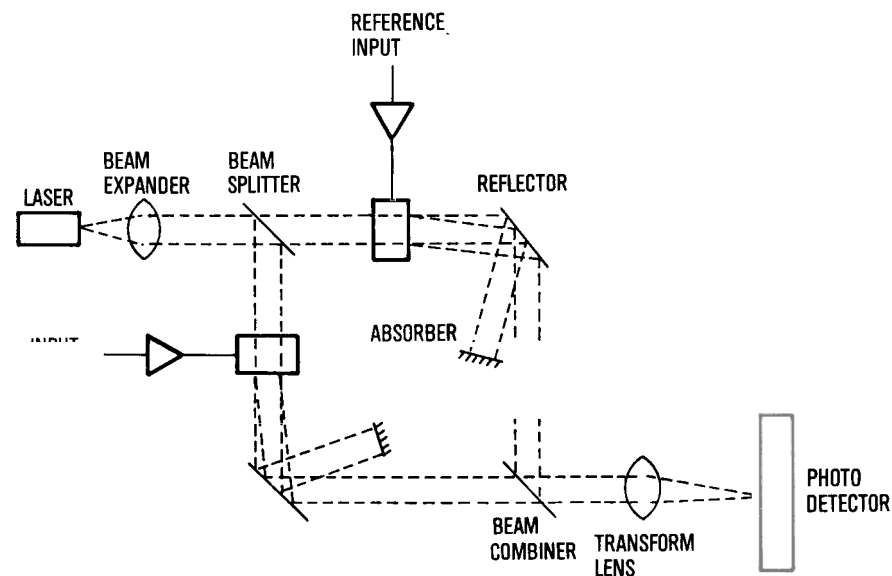 REFERENCE
INPUT
BEAM
EXPANDER
BEAM
SPLITTER
REFLECTOR
LASER
ABSORBER
PHOTO
DETECTOR
BEAM
COMBINER
TRANSFORM
LENS